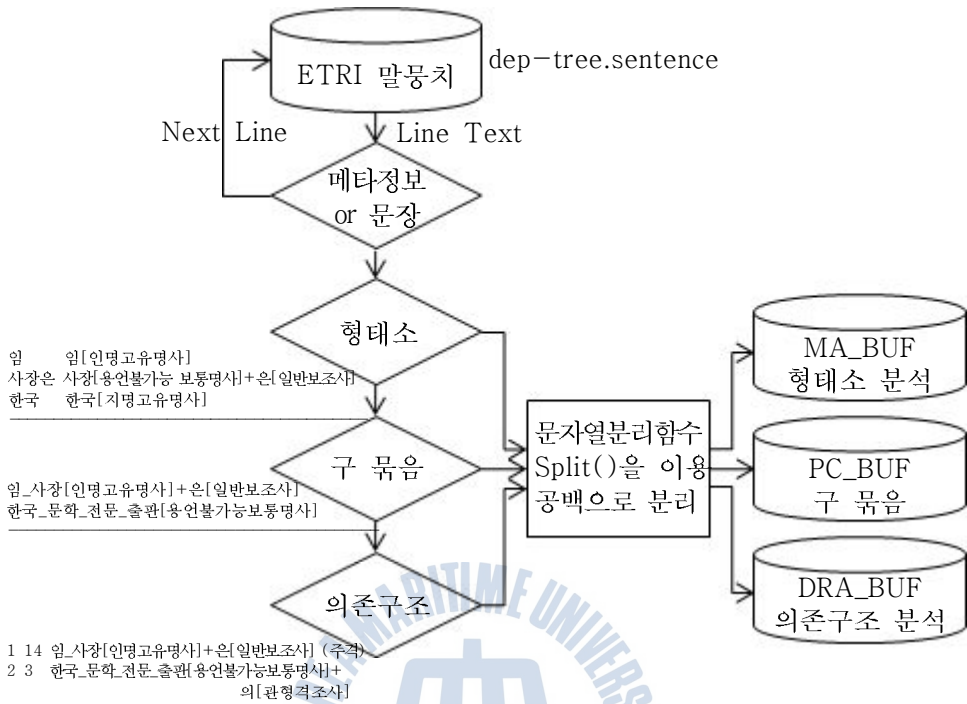 ETRI 말뭉치
dep-tree.sentence
Next Line
Line Text
메타정보
or 문장
형태소
임 임[인명고유명사]
사장은 사장[용언불가능 보통명사]+은[일반보조사]
한국 한국[지명고유명사]
구 묶음
임_사장[인명고유명사]+은[일반보조사]
한국_문학_전문_출판[용언불가능보통명사]
의존구조
1 14 임_사장[인명고유명사]+은[일반보조사] (주격)
2 3 한국_문학_전문_출판[용언불가능보통명사]+
의[관형격조사]
문자열분리함수
Split()을 이용
공백으로 분리
MA_BUF
형태소 분석
PC_BUF
구 묶음
DRA_BUF
의존구조 분석